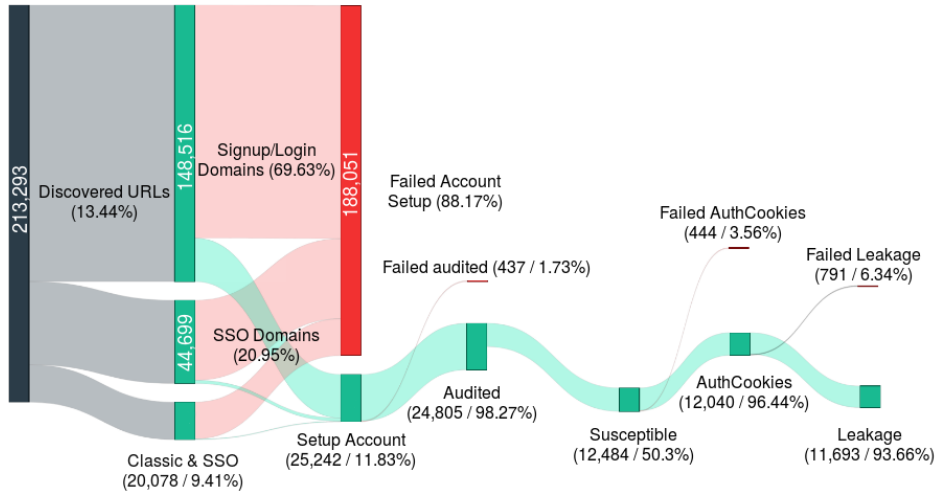 213,293
Discovered URLs
(13.44%)
148,516
Signup/Login
Domains (69.63%)
188,051
Failed Account
Setup (88.17%)
44,699
SSO Domains
(20.95%)
Classic & SSO
(20,078 / 9.41%)
Setup Account
(25,242 / 11.83%)
Failed audited (437 / 1.73%)
Audited
(24,805 / 98.27%)
Susceptible
(12,484 / 50.3%)
Failed AuthCookies
(444 / 3.56%)
AuthCookies
(12,040 / 96.44%)
Failed Leakage
(791 / 6.34%)
Leakage
(11,693 / 93.66%)